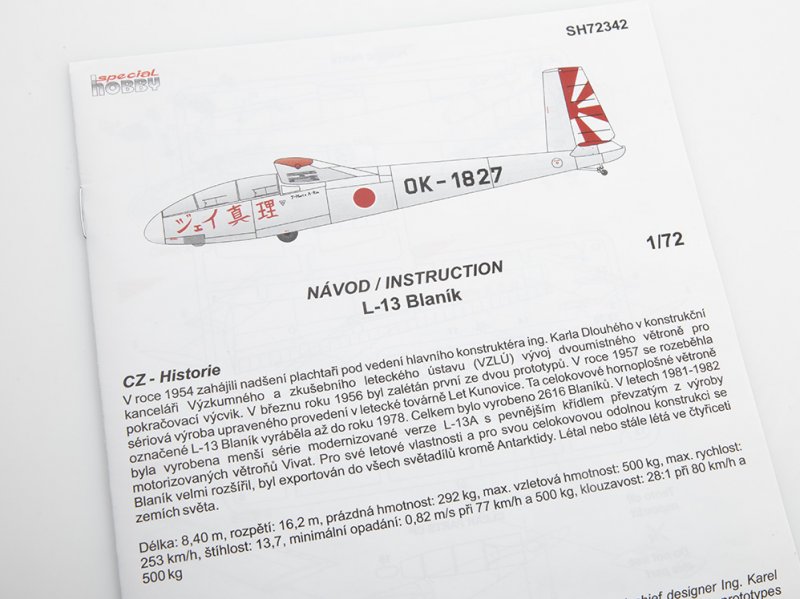 SH72342
special
HOBBY
OK-1827
ジェイ真理
1/72
NÁVOD / INSTRUCTION
L-13 Blaník
CZ - Historie
V roce 1954 zahájili nadšení plachtaři pod vedení hlavního konstruktéra ing. Karla Dlouhého v konstrukční
kanceláři Výzkumného a zkušebního leteckého ústavu (VZLÚ) vývoj dvoumístného větroně pro
pokračovací výcvik. V březnu roku 1956 byl zalétán první ze dvou prototypů. V roce 1957 se rozeběhla
sériová výroba upraveného provedení v letecké továrně Let Kunovice. Ta celokovové hornoplošné větroně
označené L-13 Blaník vyráběla až do roku 1978. Celkem bylo vyrobeno 2616 Blaníků. V letech 1981-1982
byla vyrobena menší série modernizované verze L-13A s pevnějším křídlem převzatým z výroby
motorizovaných větroňů Vivat. Pro své letové vlastnosti a pro svou celokovovou odolnou konstrukci se
Blaník velmi rozšířil, byl exportován do všech světadílů kromě Antarktidy. Létal nebo stále létá ve čtyřiceti
zemích světa.
Délka: 8,40 m, rozpětí: 16,2 m, prázdná hmotnost: 292 kg, max. vzletová hmotnost: 500 kg, max. rychlost:
253 km/h, štíhlost: 13,7, minimální opadání: 0,82 m/s při 77 km/h a 500 kg, klouzavost: 28:1 při 80 km/h a
500 kg
chief designer Ing. Karel
prototypes